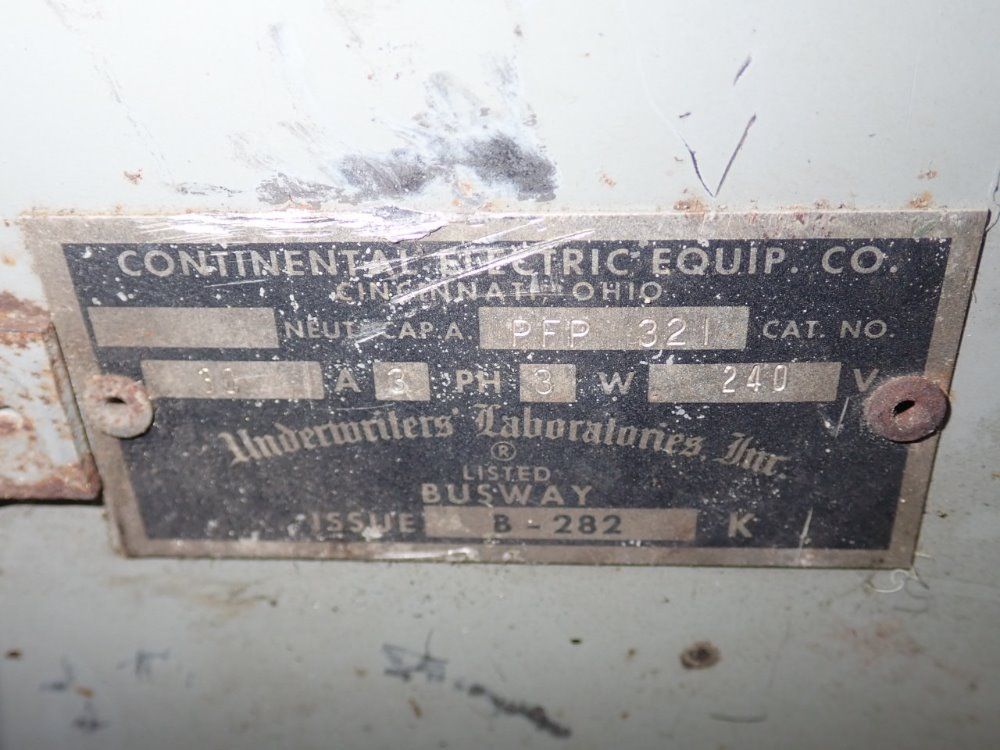 CONTINENTAL ELECTRIC EQUIP. CO.
CINCINNATI, OHIO
NEUT. CAP. A. PFP 321 CAT. NO.
30 A 3 PH 3 W 240 V
Underwriters' Laboratories, Inc.
®
LISTED
BUSWAY
ISSUE B-282 K